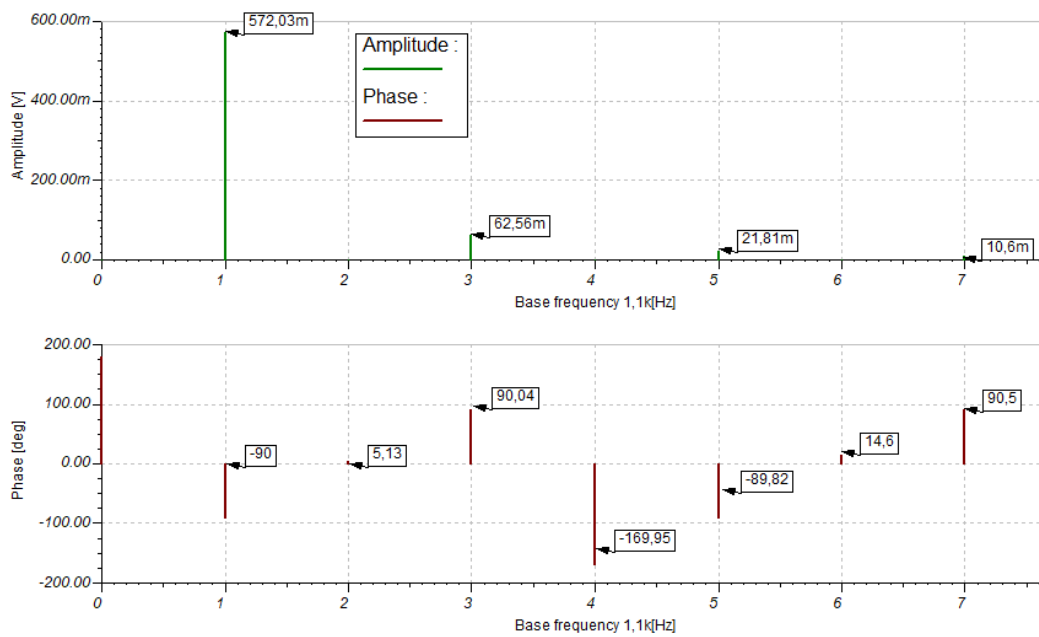 600.00m
572,03m
Amplitude :
Phase :
400.00m
Amplitude [V]
200.00m
62,56m
21,81m
10,6m
0.00
0 1 2 3 4 5 6 7
Base frequency 1,1k[Hz]
200.00
90,04
90,5
100.00
Phase [deg]
-90
5,13
14,6
0.00
-89,82
-100.00
-169,95
-200.00
0 1 2 3 4 5 6 7
Base frequency 1,1k[Hz]